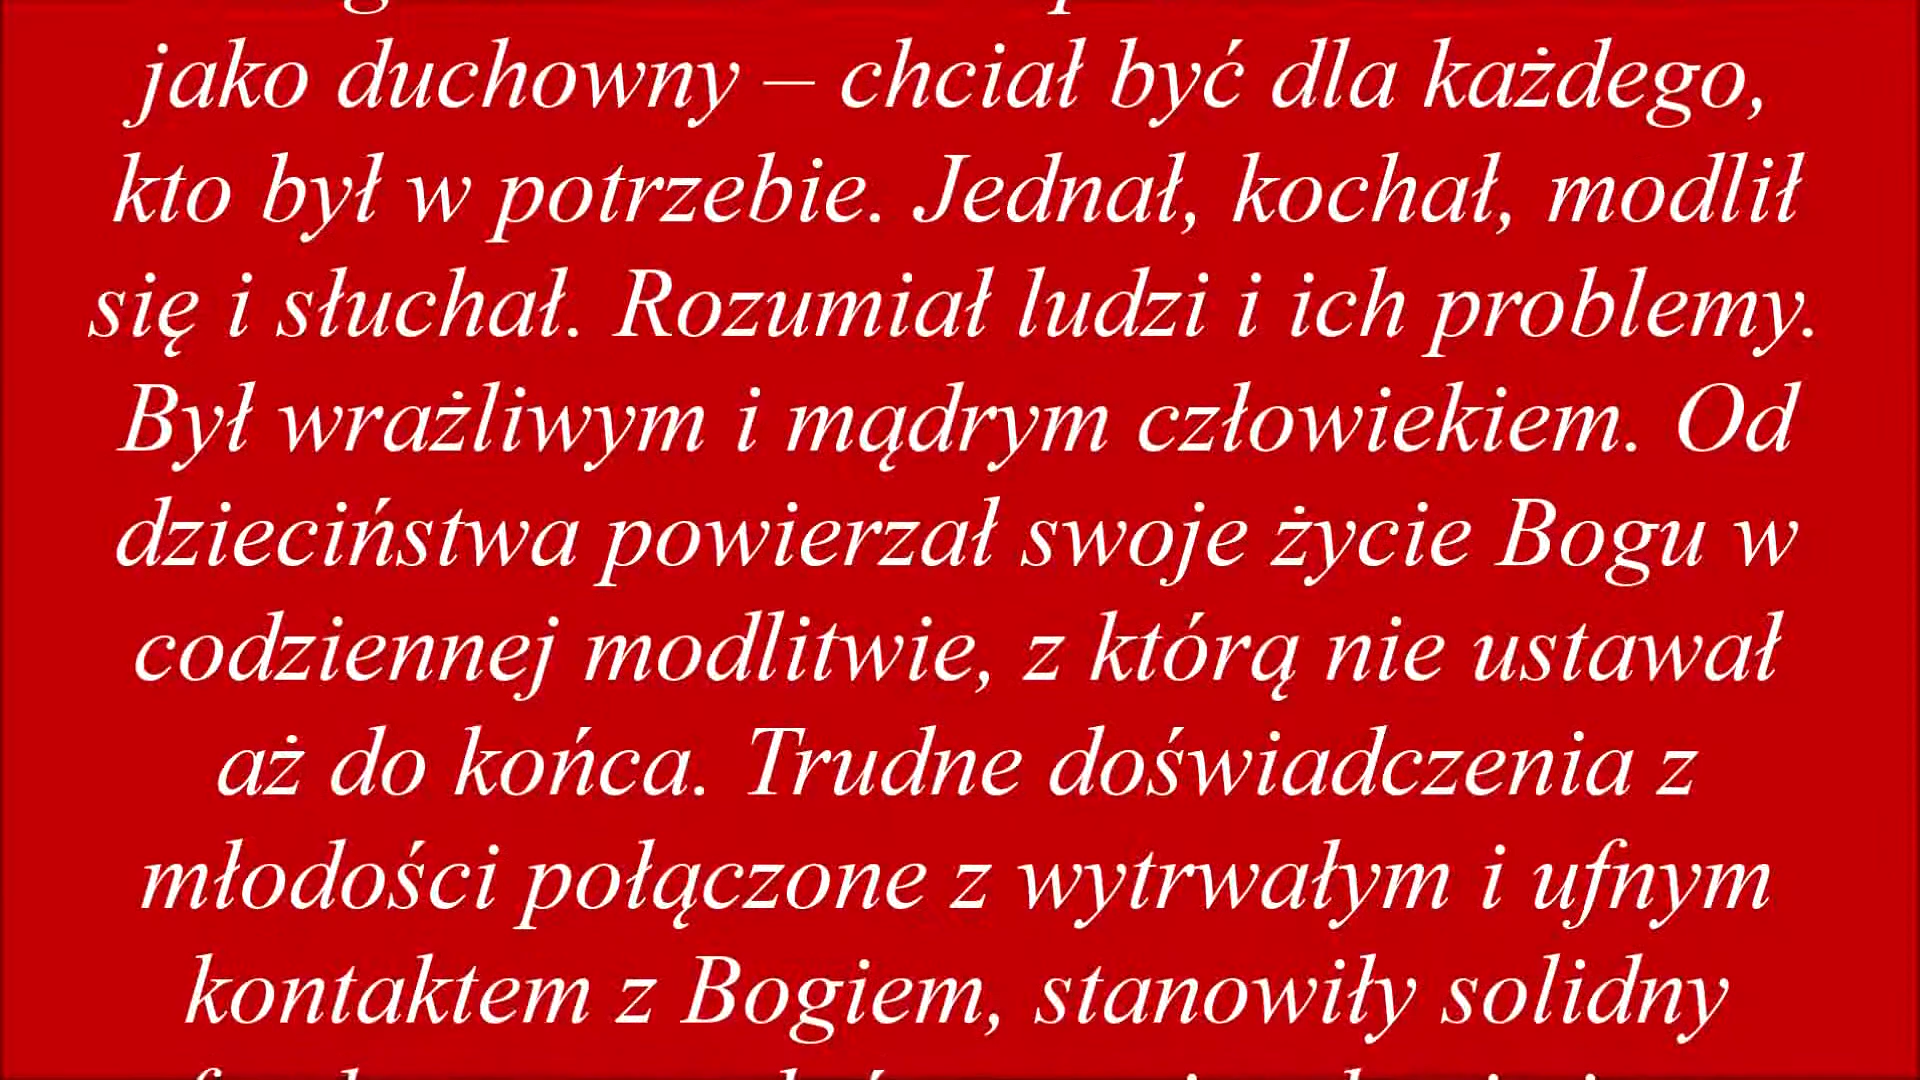 jako duchowny – chciał być dla każdego,
kto był w potrzebie. Jednał, kochał, modlił
się i słuchał. Rozumiał ludzi i ich problemy.
Był wrażliwym i mądrym człowiekiem. Od
dzieciństwa powierzał swoje życie Bogu w
codziennej modlitwie, z którą nie ustawał
aż do końca. Trudne doświadczenia z
młodości połączone z wytrwałym i ufnym
kontaktem z Bogiem, stanowiły solidny